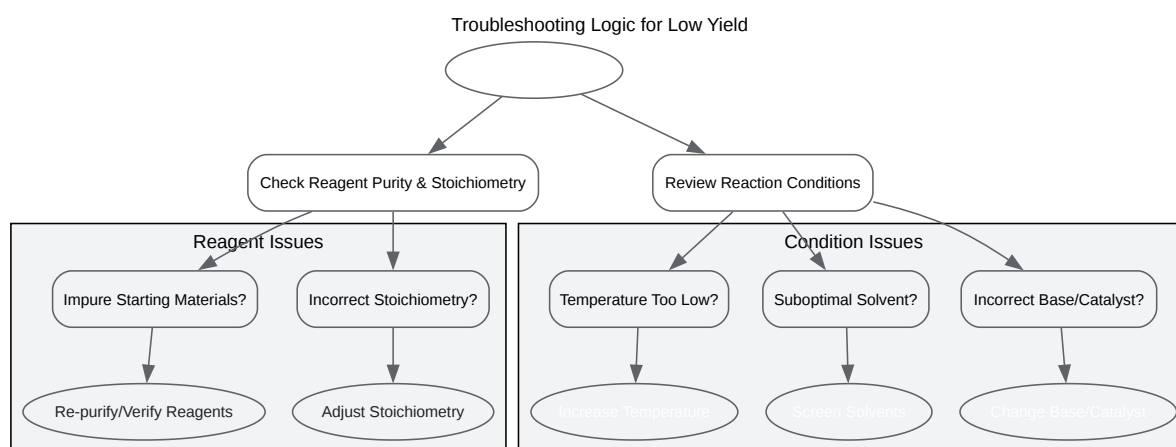 Troubleshooting Logic for Low Yield
Check Reagent Purity & Stoichiometry
Review Reaction Conditions
Reagent Issues
Condition Issues
Impure Starting Materials?
Incorrect Stoichiometry?
Temperature Too Low?
Suboptimal Solvent?
Incorrect Base/Catalyst?
Re-purify/Verify Reagents
Adjust Stoichiometry
Increase Temperature
Screen Solvents
Change Base/Catalyst